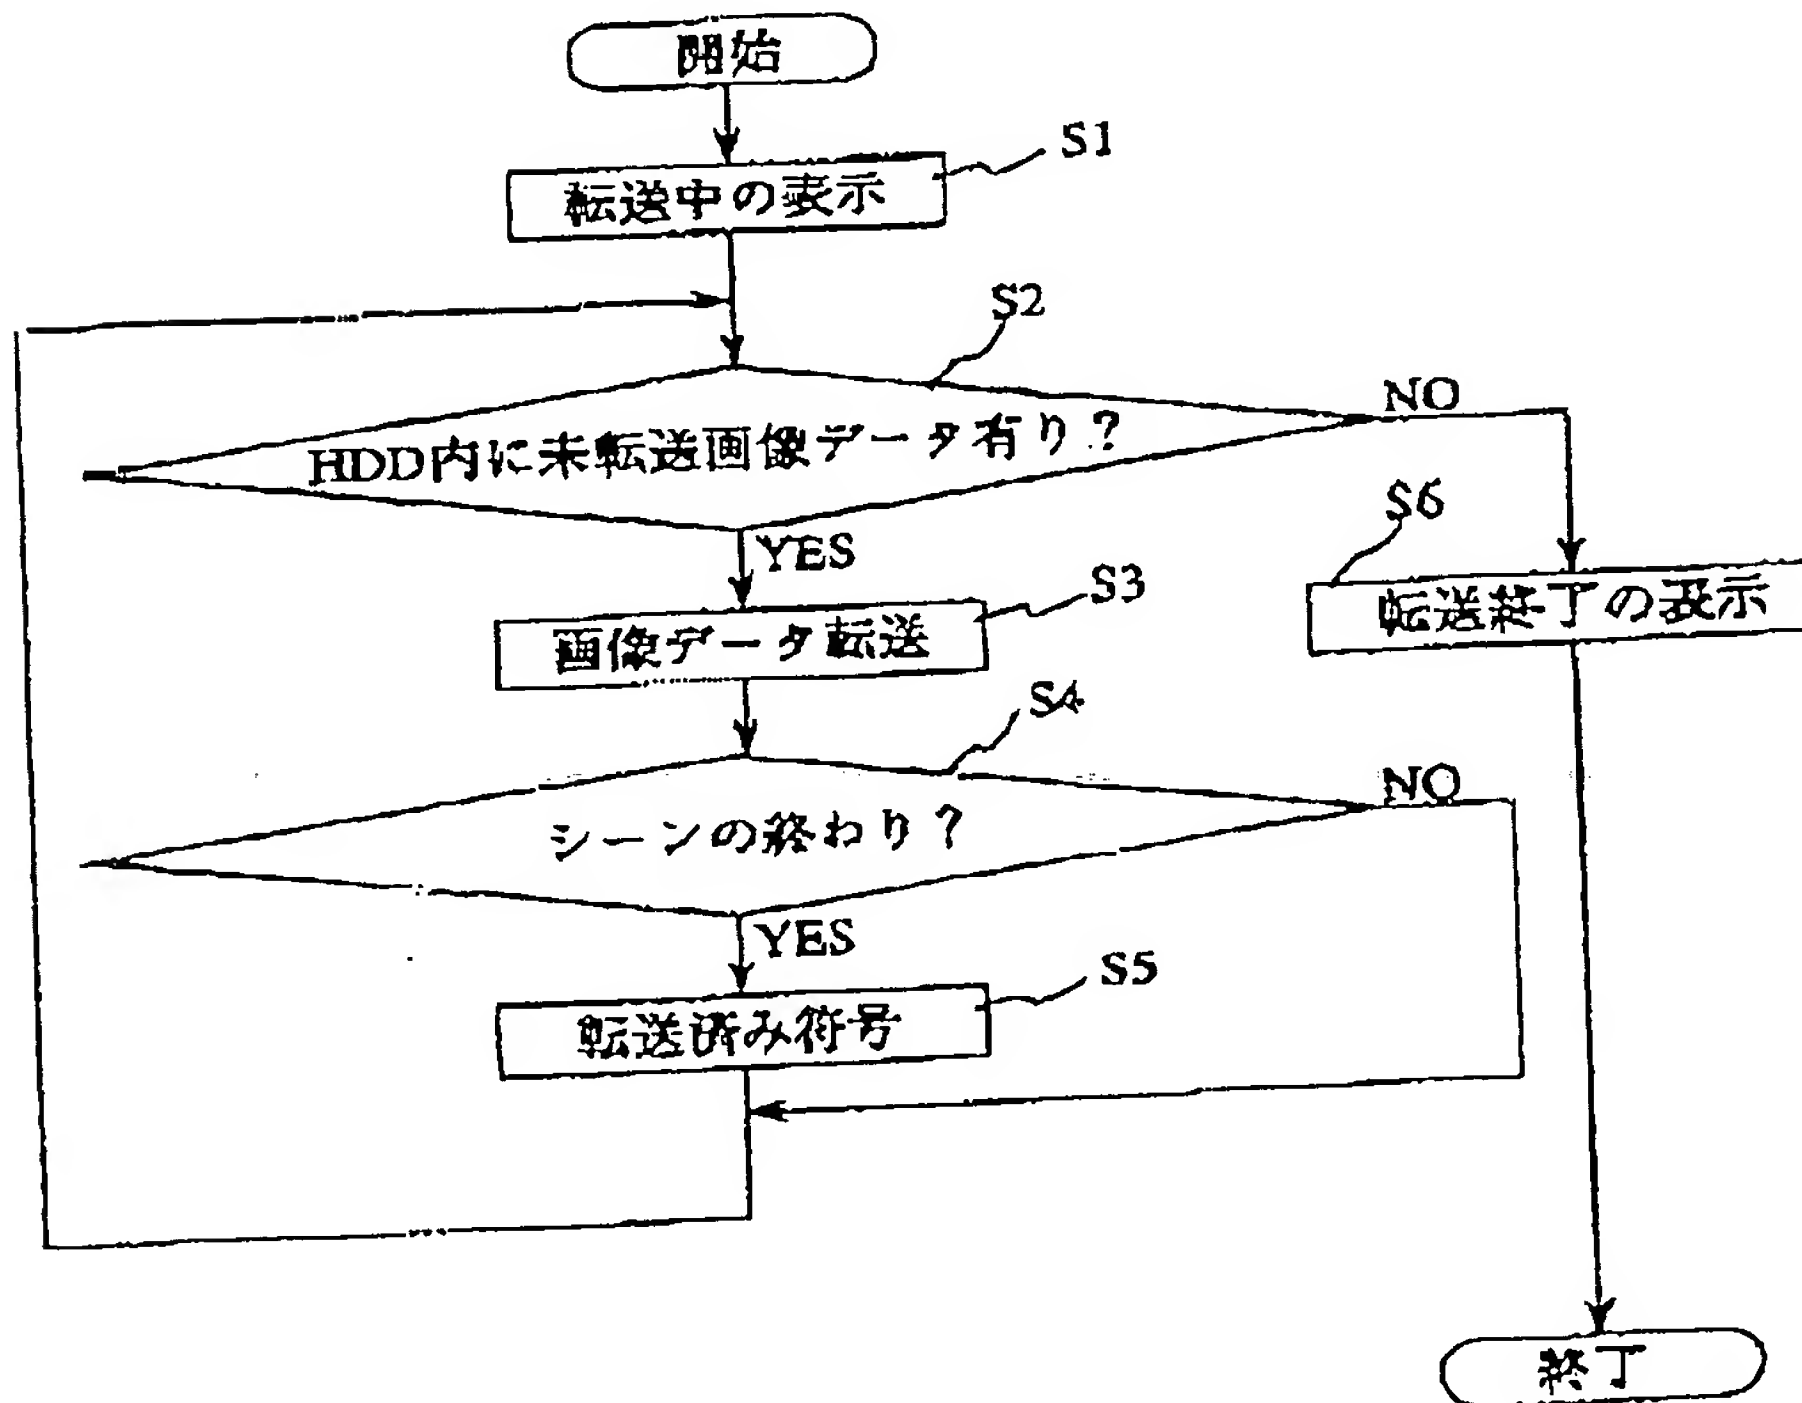 開始
S1
転送中の表示
S2
NO
HDD内に未転送画像データ有り？
S6
YES
S3
転送終了の表示
画像データ転送
S4
NO
シーンの終わり？
YES
S5
転送済み符号
終了